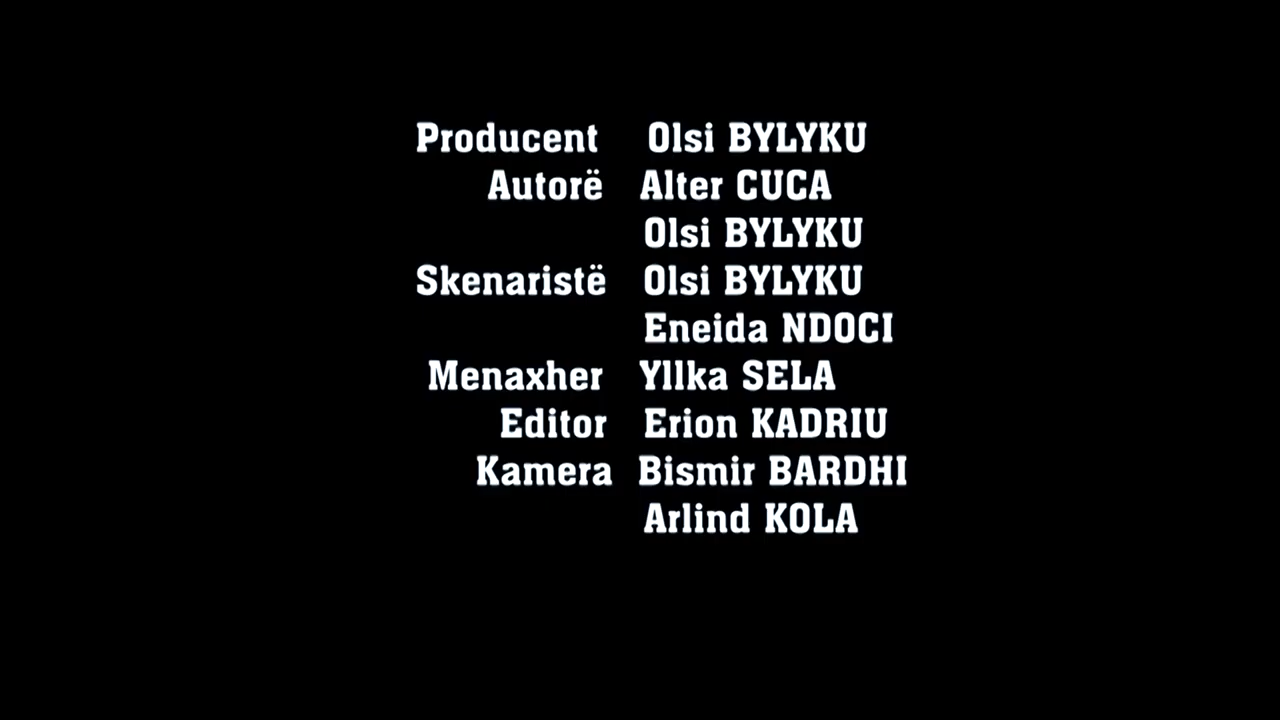 Producent Olsi BYLYKU
Autorë Alter CUCA
Olsi BYLYKU
Skenaristë Olsi BYLYKU
Eneida NDOCI
Menaxher Yllka SELA
Editor Erion KADRIU
Kamera Bismir BARDHI
Arlind KOLA